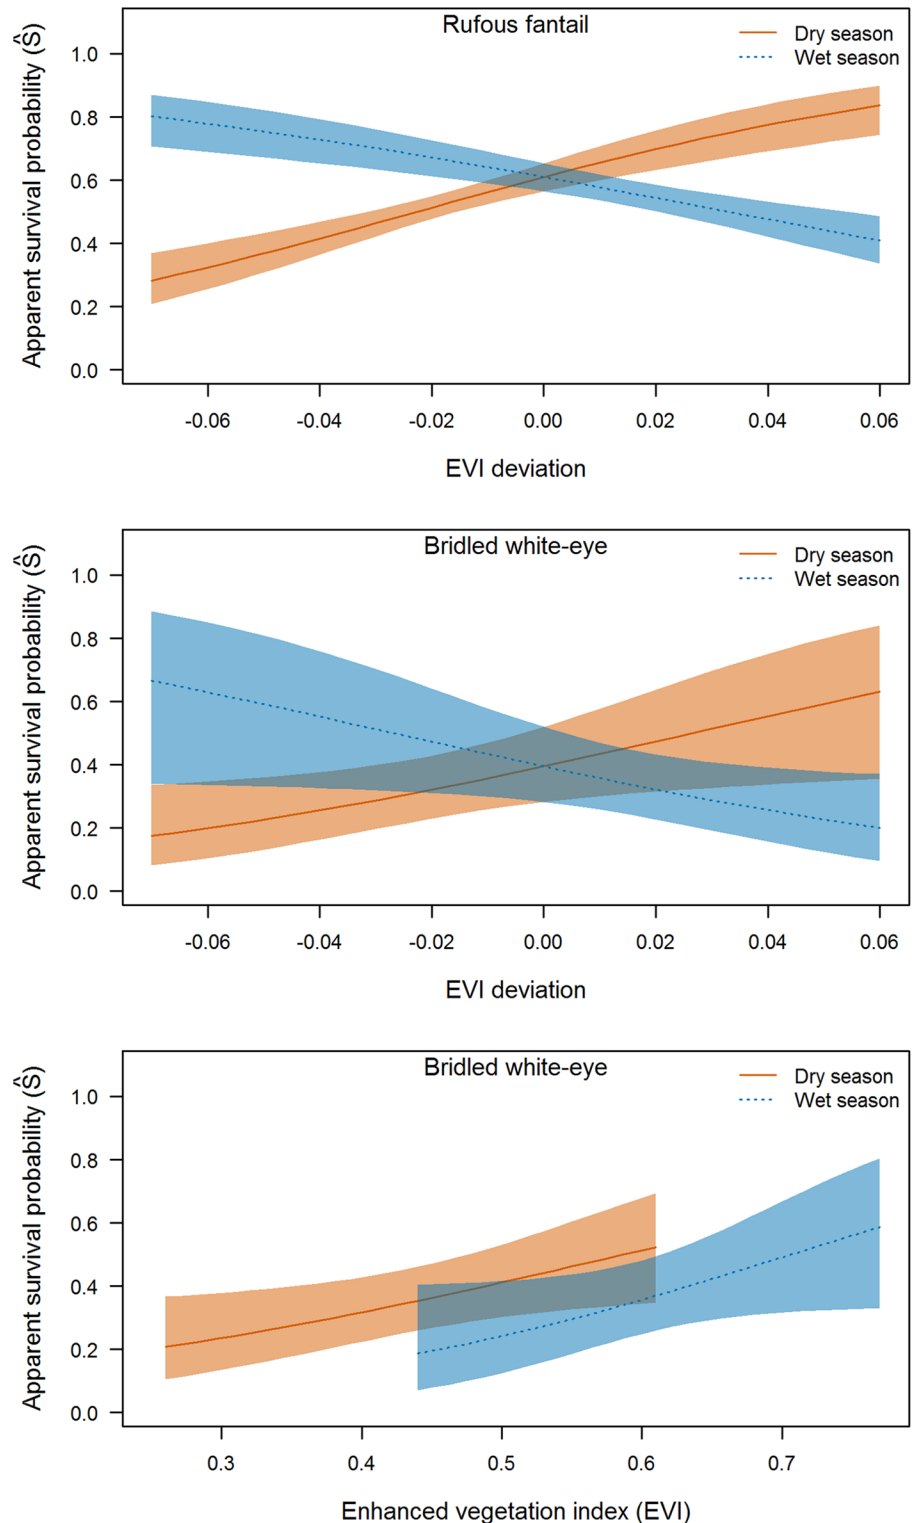 Rufous fantail
Dry season
Wet season
Apparent survival probability (Ŝ)
1.0
0.8
0.6
0.4
0.2
0.0
-0.06 -0.04 -0.02 0.00 0.02 0.04 0.06
EVI deviation
Bridled white-eye
Dry season
Wet season
Apparent survival probability (Ŝ)
1.0
0.8
0.6
0.4
0.2
0.0
-0.06 -0.04 -0.02 0.00 0.02 0.04 0.06
EVI deviation
Bridled white-eye
Dry season
Wet season
Apparent survival probability (Ŝ)
1.0
0.8
0.6
0.4
0.2
0.0
0.3 0.4 0.5 0.6 0.7
Enhanced vegetation index (EVI)